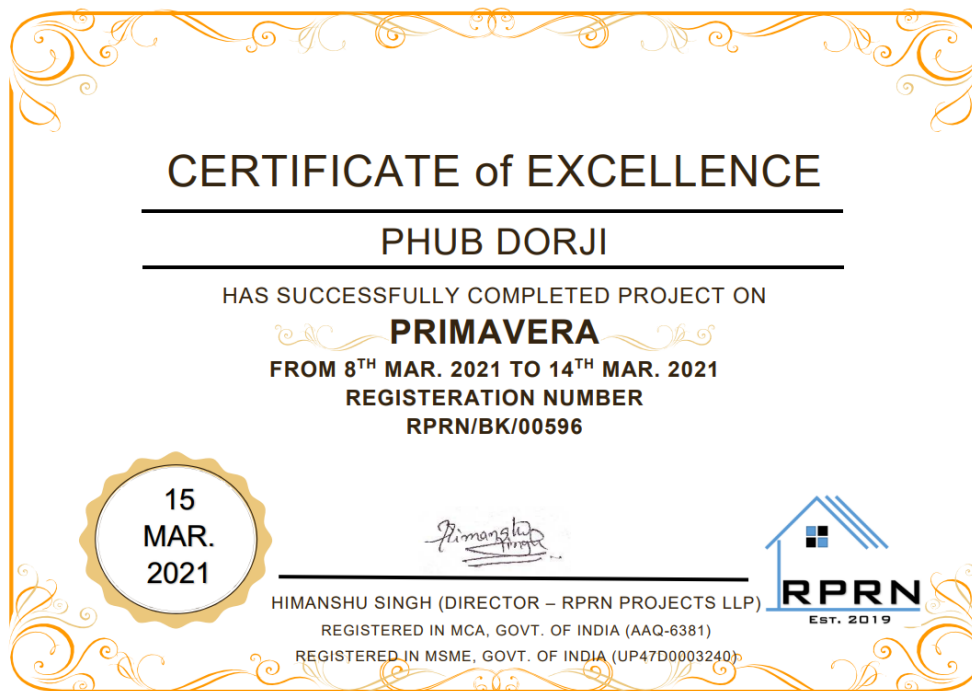 CERTIFICATE of EXCELLENCE
PHUB DORJI
HAS SUCCESSFULLY COMPLETED PROJECT ON
PRIMAVERA
FROM 8TH MAR. 2021 TO 14TH MAR. 2021
REGISTERATION NUMBER
RPRN/BK/00596
15
MAR.
2021
Himanshu
Singh
HIMANSHU SINGH (DIRECTOR – RPRN PROJECTS LLP)
REGISTERED IN MCA, GOVT. OF INDIA (AAQ-6381)
REGISTERED IN MSME, GOVT. OF INDIA (UP47D0003240)
RPRN
EST. 2019